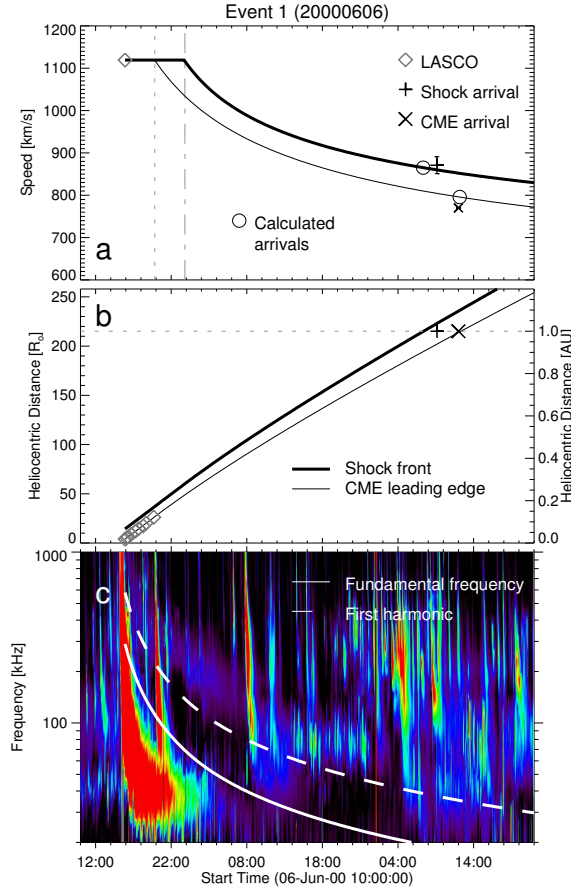 Event 1 (20000606)
1200
1100
1000
900
800
700
600
Speed [km/s]
LASCO
Shock arrival
CME arrival
Calculated
arrivals
a
250
200
150
100
50
0
Heliocentric Distance [R₀]
b
1.0
0.8
0.6
0.4
0.2
0.0
Heliocentric Distance [AU]
Shock front
CME leading edge
1000
100
Frequency [kHz]
c
Fundamental frequency
First harmonic
12:00 22:00 08:00 18:00 04:00 14:00
Start Time (06-Jun-00 10:00:00)